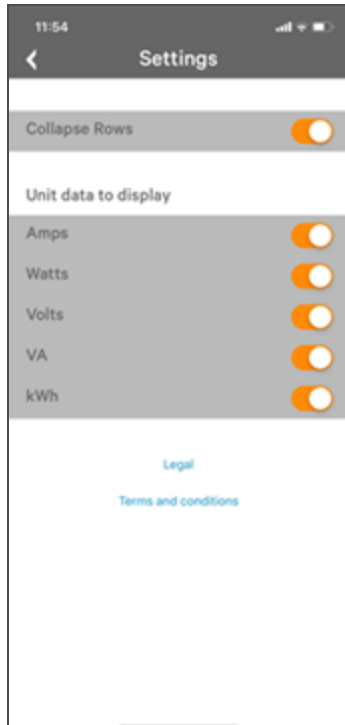 11:54
Settings
Collapse Rows
Unit data to display
Amps
Watts
Volts
VA
kWh
Legal
Terms and conditions